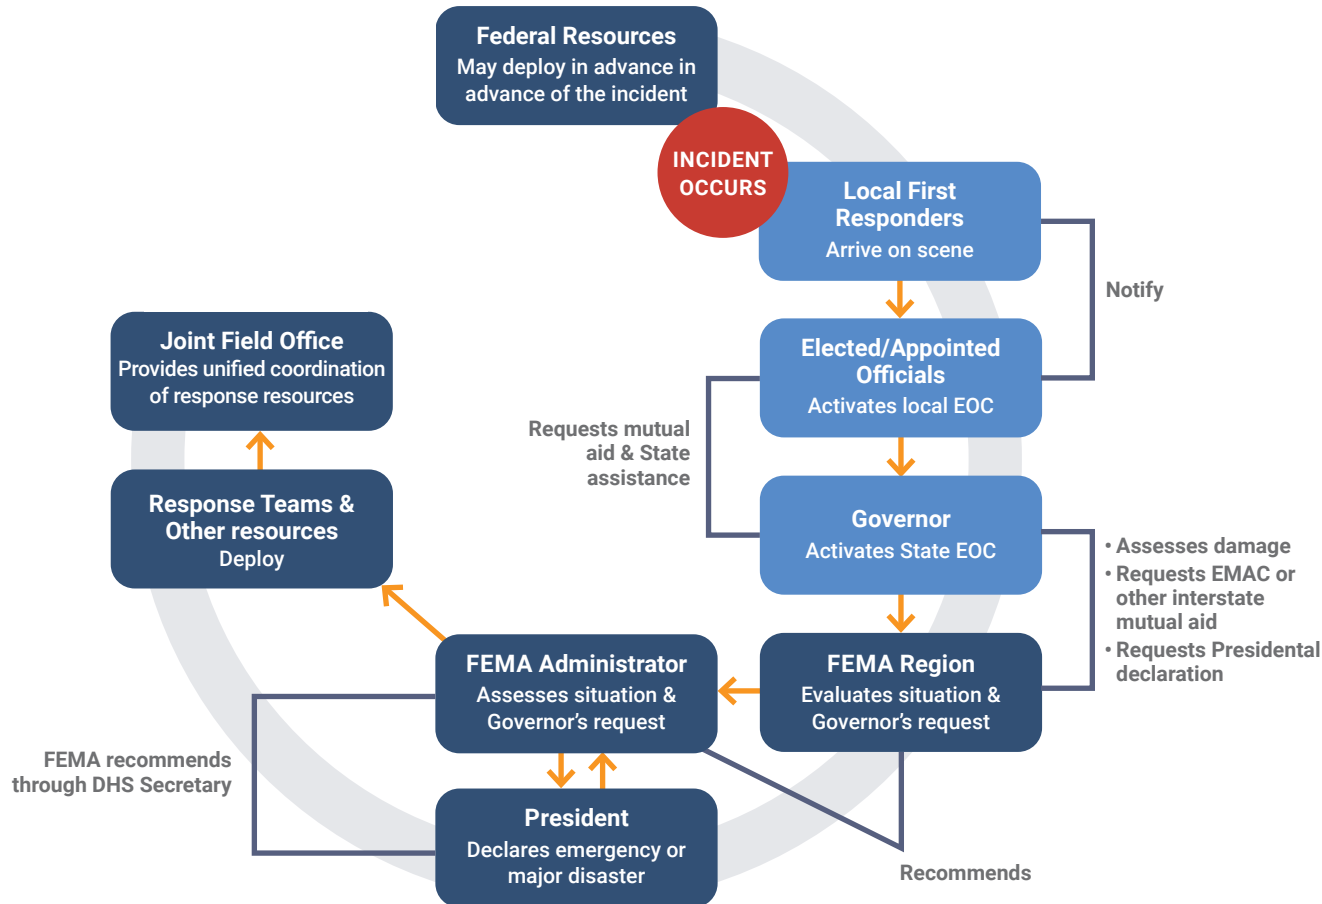 Federal Resources
May deploy in advance in
advance of the incident
INCIDENT
OCCURS
Local First
Responders
Arrive on scene
Notify
Elected/Appointed
Officials
Activates local EOC
Requests mutual
aid & State
assistance
Governor
Activates State EOC
• Assesses damage
• Requests EMAC or
other interstate
mutual aid
• Requests Presidental
declaration
FEMA Region
Evaluates situation &
Governor’s request
Recommends
FEMA Administrator
Assesses situation &
Governor’s request
FEMA recommends
through DHS Secretary
President
Declares emergency or
major disaster
Response Teams &
Other resources
Deploy
Joint Field Office
Provides unified coordination
of response resources